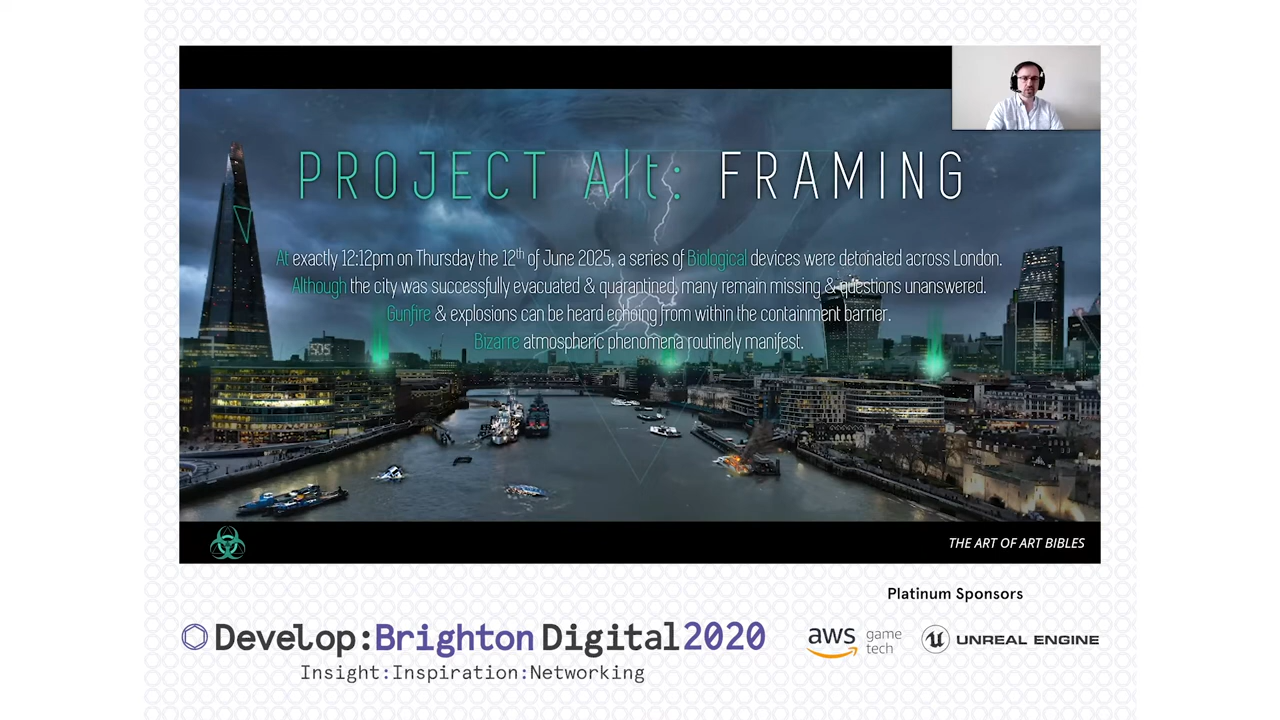 PROJECT Alt: FRAMING
At exactly 12:12pm on Thursday the 12th of June 2025, a series of Biological devices were detonated across London.
Although the city was successfully evacuated & quarantined, many remain missing & questions unanswered.
Gunfire & explosions can be heard echoing from within the containment barrier.
Bizarre atmospheric phenomena routinely manifest.
SOS
THE ART OF ART BIBLES
Platinum Sponsors
Develop:Brighton Digital 2020
Insight:Inspiration:Networking
aws game tech
UNREAL ENGINE